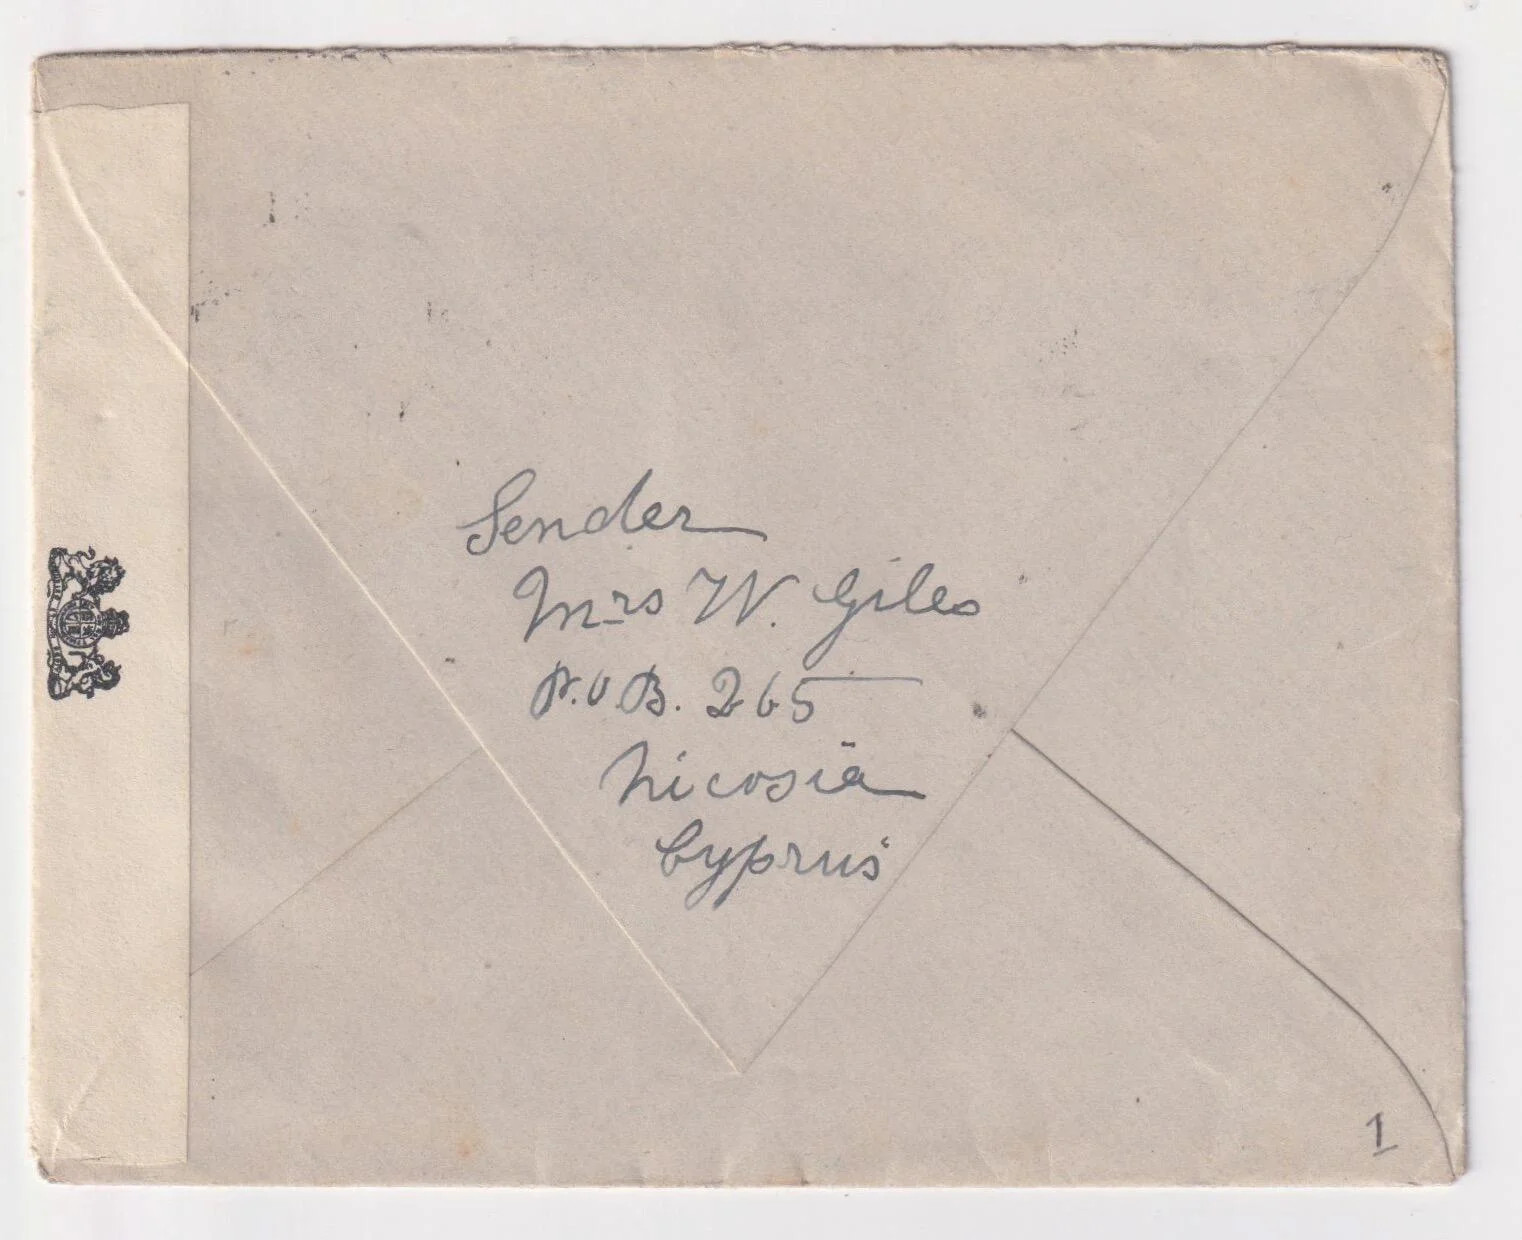 Sender
Mrs W. Giles
P.O.B. 265
Nicosia
Cyprus
1